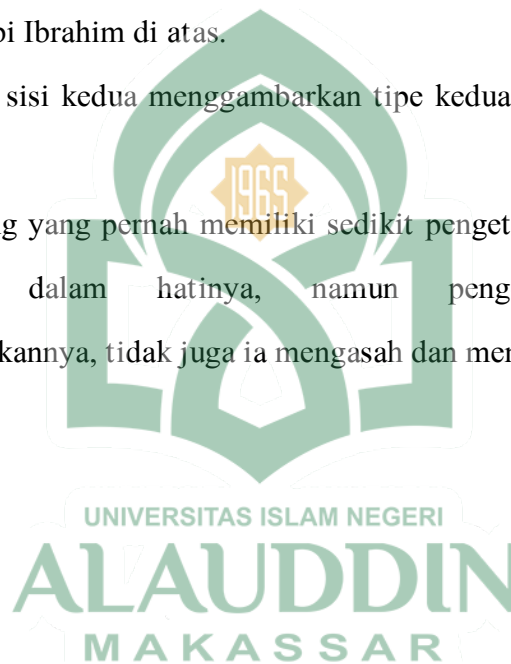 bi Ibrahim di atas.
sisi kedua menggambarkan tipe kedua
1965
g yang pernah memiliki sedikit penget
dalam hatinya, namun peng
kannya, tidak juga ia mengasah dan mer
UNIVERSITAS ISLAM NEGERI
ALAUDDIN
MAKASSAR